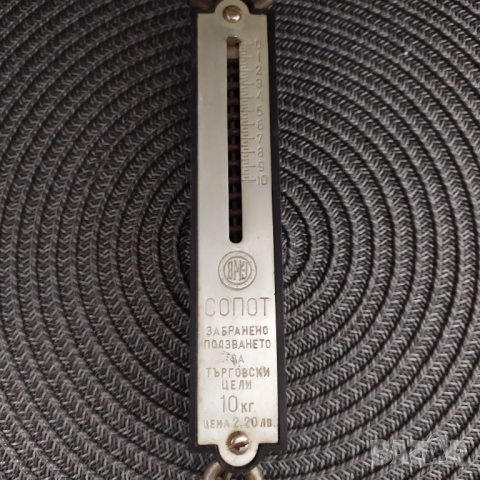 0
1
2
3
4
5
6
7
8
9
10
ВМЗ
СОПОТ
ЗАБРАНЕНО
ПОЛЗВАНЕТО
ЗА
ТЪРГОВСКИ
ЦЕЛИ
10 кг.
ЦЕНА 2.20 ЛВ.